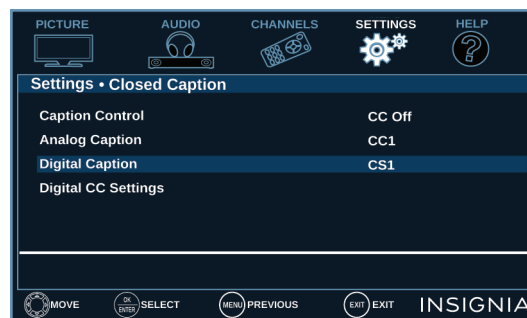 PICTURE AUDIO CHANNELS SETTINGS HELP
Settings • Closed Caption
Caption Control CC Off
Analog Caption CC1
Digital Caption CS1
Digital CC Settings
MOVE OK ENTER SELECT MENU PREVIOUS EXIT EXIT INSIGNIA